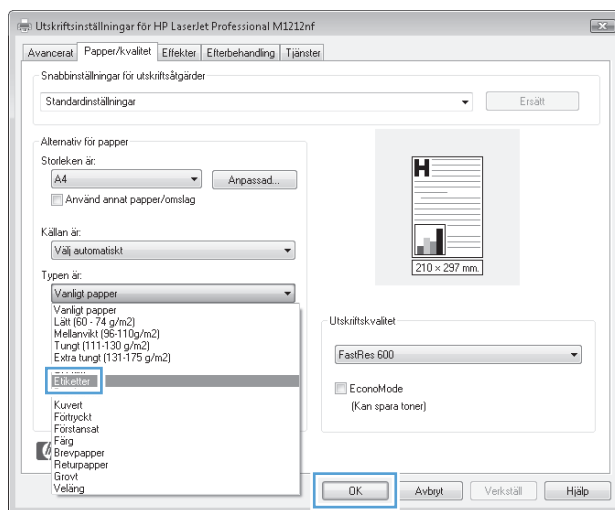 Utskriftsinställningar för HP LaserJet Professional M1212nf
Avancerat Papper/kvalitet Effekter Efterbehandling Tjänster
Snabbinställningar för utskriftsåtgärder
Standardinställningar Ersätt
Alternativ för papper
Storleken är:
A4 Anpassad...
Använd annat papper/omslag
Källan är:
Välj automatiskt
210 × 297 mm.
Typen är:
Vanligt papper
Vanligt papper
Lätt (60 - 74 g/m2)
Mellanvikt (96-110g/m2)
Tungt (111-130 g/m2)
Extra tungt (131-175 g/m2)
Etiketter
Kuvert
Förtryckt
Förstansat
Färg
Brevpapper
Returpapper
Grovt
Veläng
Utskriftskvalitet
FastRes 600
EconoMode
(Kan spara toner)
OK Avbryt Verkställ Hjälp